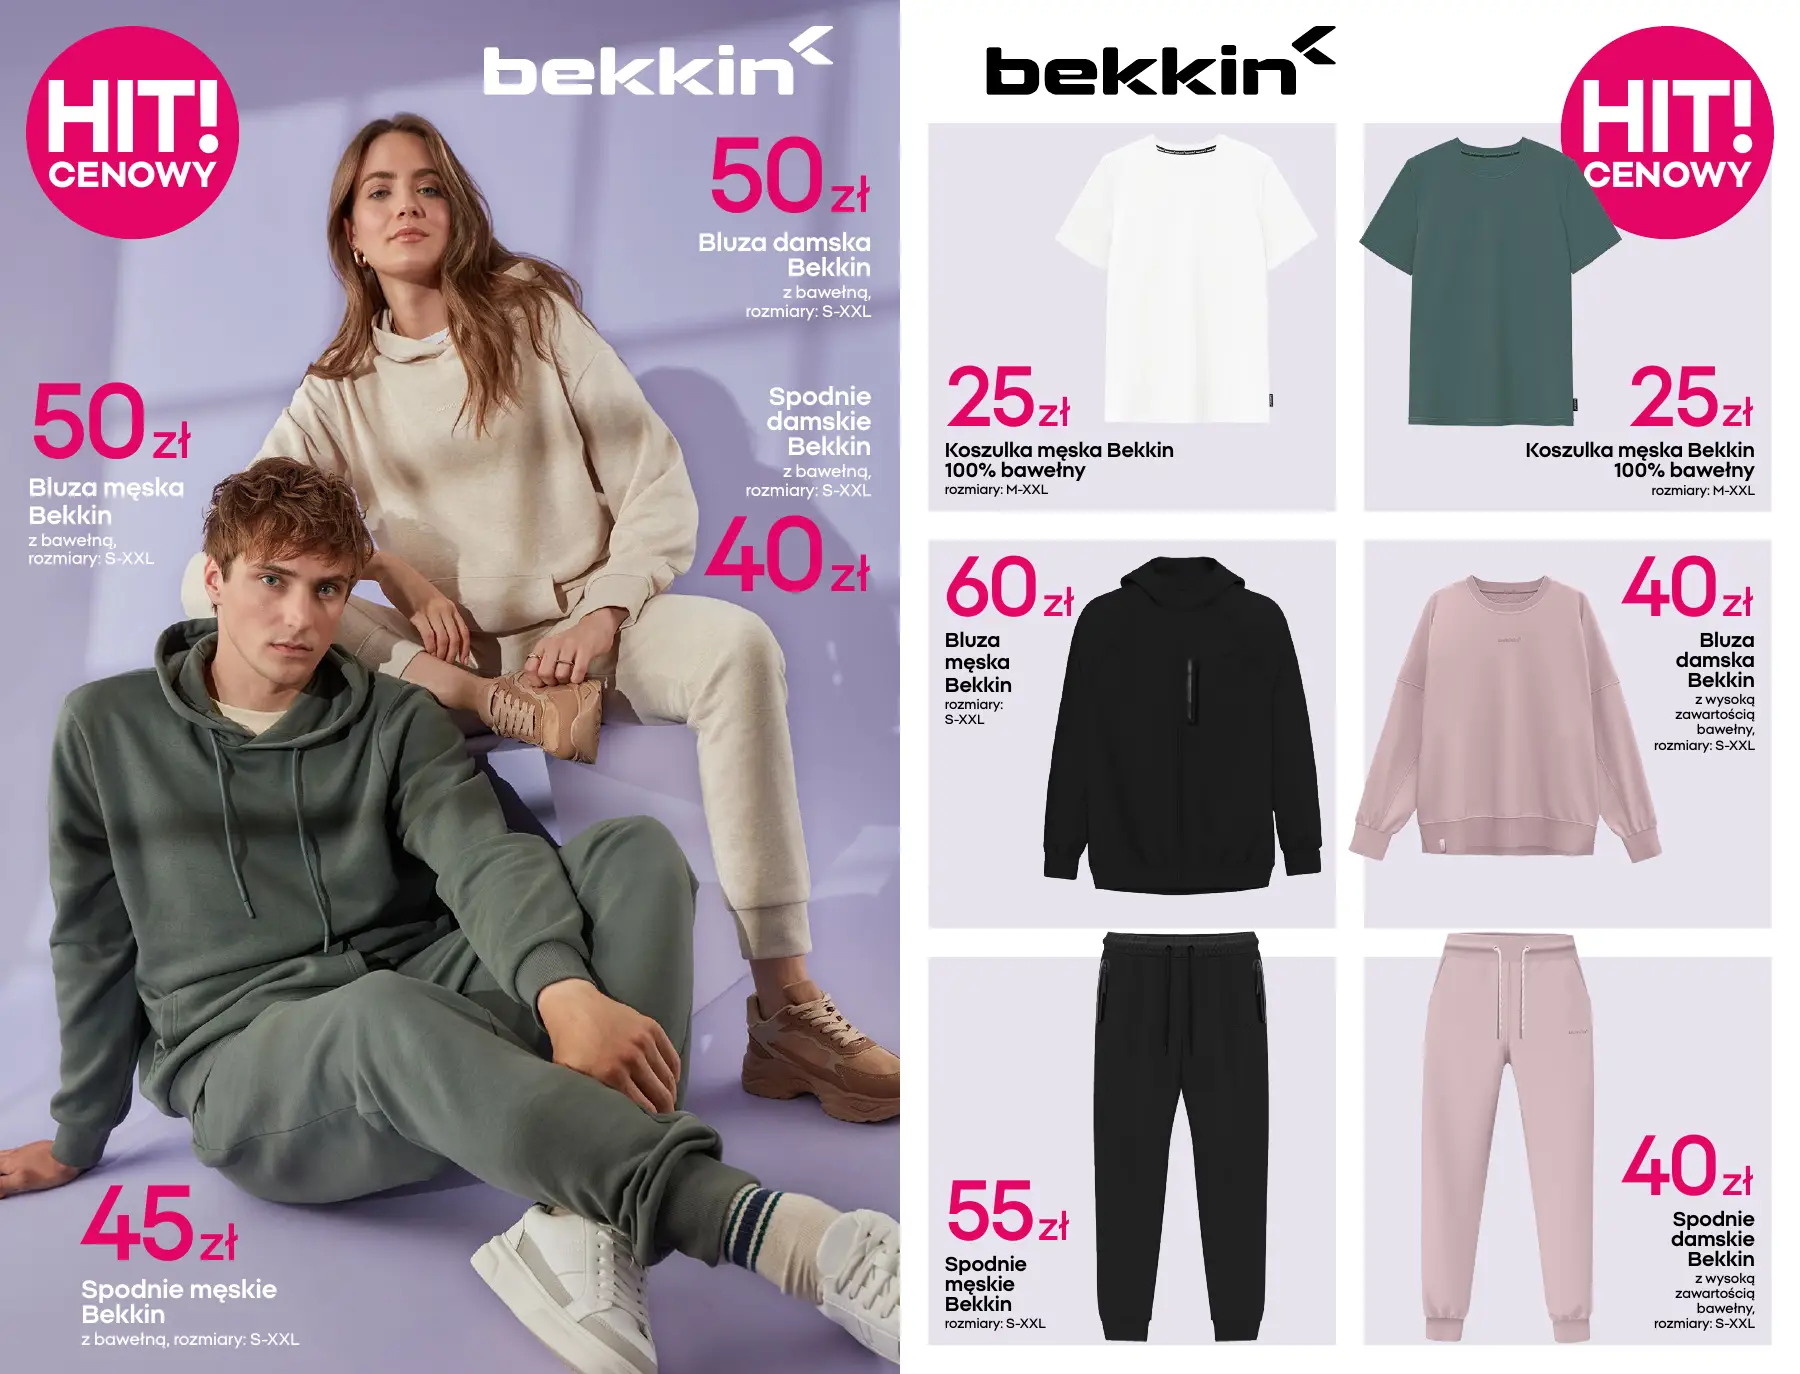 HIT!
CENOWY
bekkin
50 zł
Bluza damska
Bekkin
z bawełną,
rozmiary: S-XXL
50 zł
Bluza męska
Bekkin
z bawełną,
rozmiary: S-XXL
Spodnie
damskie
Bekkin
z bawełną,
rozmiary: S-XXL
40 zł
45 zł
Spodnie męskie
Bekkin
z bawełną, rozmiary: S-XXL
bekkin
HIT!
CENOWY
25 zł
Koszulka męska Bekkin
100% bawełny
rozmiary: M-XXL
25 zł
Koszulka męska Bekkin
100% bawełny
rozmiary: M-XXL
60 zł
Bluza
męska
Bekkin
rozmiary:
S-XXL
40 zł
Bluza
damska
Bekkin
z wysoką
zawartością
bawełny,
rozmiary: S-XXL
55 zł
Spodnie
męskie
Bekkin
rozmiary: S-XXL
40 zł
Spodnie
damskie
Bekkin
z wysoką
zawartością
bawełny,
rozmiary: S-XXL